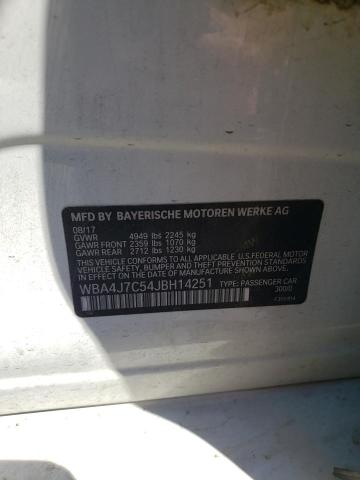 MFD BY BAYERISCHE MOTOREN WERKE AG
08/17
GVWR 4949 lbs 2245 kg
GAWR FRONT 2359 lbs 1070 kg
GAWR REAR 2712 lbs 1230 kg
THIS VEHICLE CONFORMS TO ALL APPLICABLE U.S. FEDERAL MOTOR
VEHICLE SAFETY, BUMPER, AND THEFT PREVENTION STANDARDS
IN EFFECT ON THE DATE OF MANUFACTURE SHOWN ABOVE.
WBA4J7C54JBH14251 TYPE: PASSENGER CAR
300/0